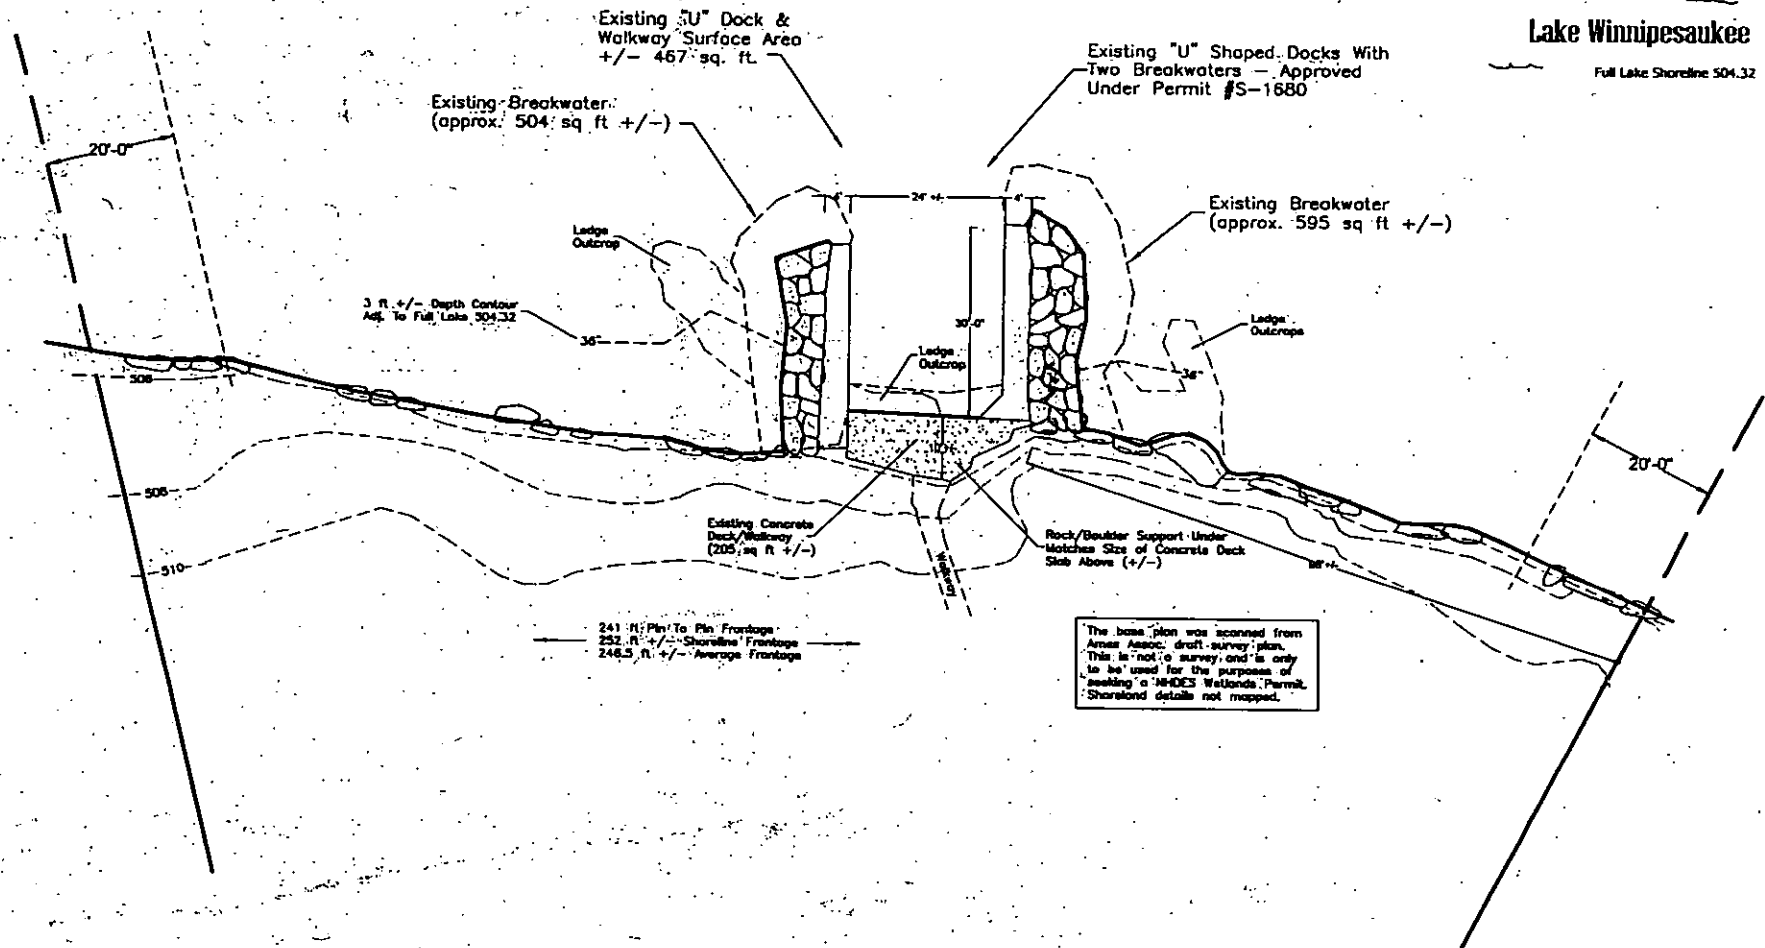 Lake Winnipesaukee
Full Lake Shoreline 504.32
Existing "U" Dock &
Walkway Surface Area
+/- 467 sq. ft.
Existing "U" Shaped Docks With
Two Breakwaters - Approved
Under Permit #S-1680
Existing Breakwater
(approx. 504 sq ft +/-)
20'-0"
4'
24' +/-
4'
Existing Breakwater
(approx. 595 sq ft +/-)
Ledge
Outcrop
3 ft +/- Depth Contour
Adj. To Full Lake 504.32
36"
30'-0"
Ledge
Outcrop
Ledge
Outcrops
36"
506
508
510
20'-0"
Existing Concrete
Deck/Walkway
(205 sq ft +/-)
Walkway
Rock/Boulder Support Under
Matches Size of Concrete Deck
Slab Above (+/-)
241 ft Pin To Pin Frontage
252 ft +/- Shoreline Frontage
246.5 ft +/- Average Frontage
The base plan was scanned from
Ames Assoc. draft survey plan.
This is not a survey and is only
to be used for the purposes of
seeking a NHDES Wetlands Permit.
Shoreland details not mapped.